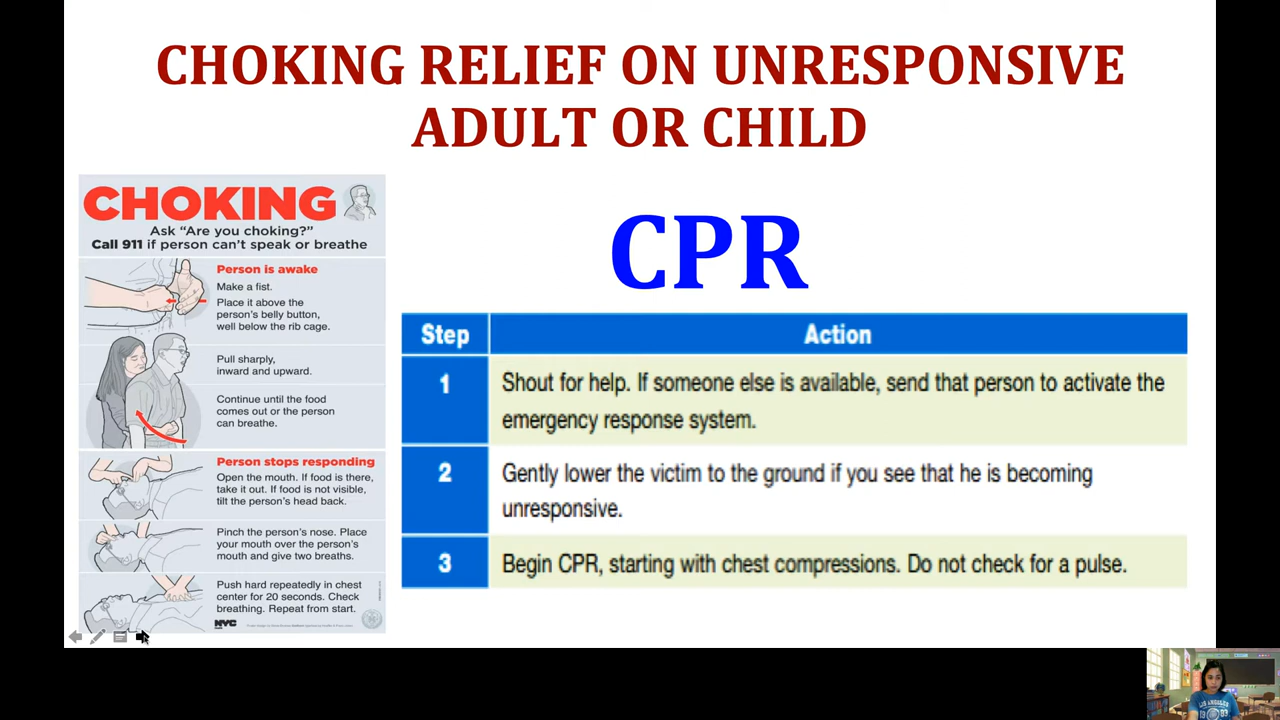 CHOKING RELIEF ON UNRESPONSIVE
ADULT OR CHILD
CHOKING
Ask “Are you choking?”
Call 911 if person can’t speak or breathe
Person is awake
Make a fist.
Place it above the
person’s belly button,
well below the rib cage.
Pull sharply,
inward and upward.
Continue until the food
comes out or the person
can breathe.
Person stops responding
Open the mouth. If food is there,
take it out. If food is not visible,
tilt the person’s head back.
Pinch the person’s nose. Place
your mouth over the person’s
mouth and give two breaths.
Push hard repeatedly in chest
center for 20 seconds. Check
breathing. Repeat from start.
NYC
CPR
Step Action
1 Shout for help. If someone else is available, send that person to activate the
emergency response system.
2 Gently lower the victim to the ground if you see that he is becoming
unresponsive.
3 Begin CPR, starting with chest compressions. Do not check for a pulse.
LOS ANGELES